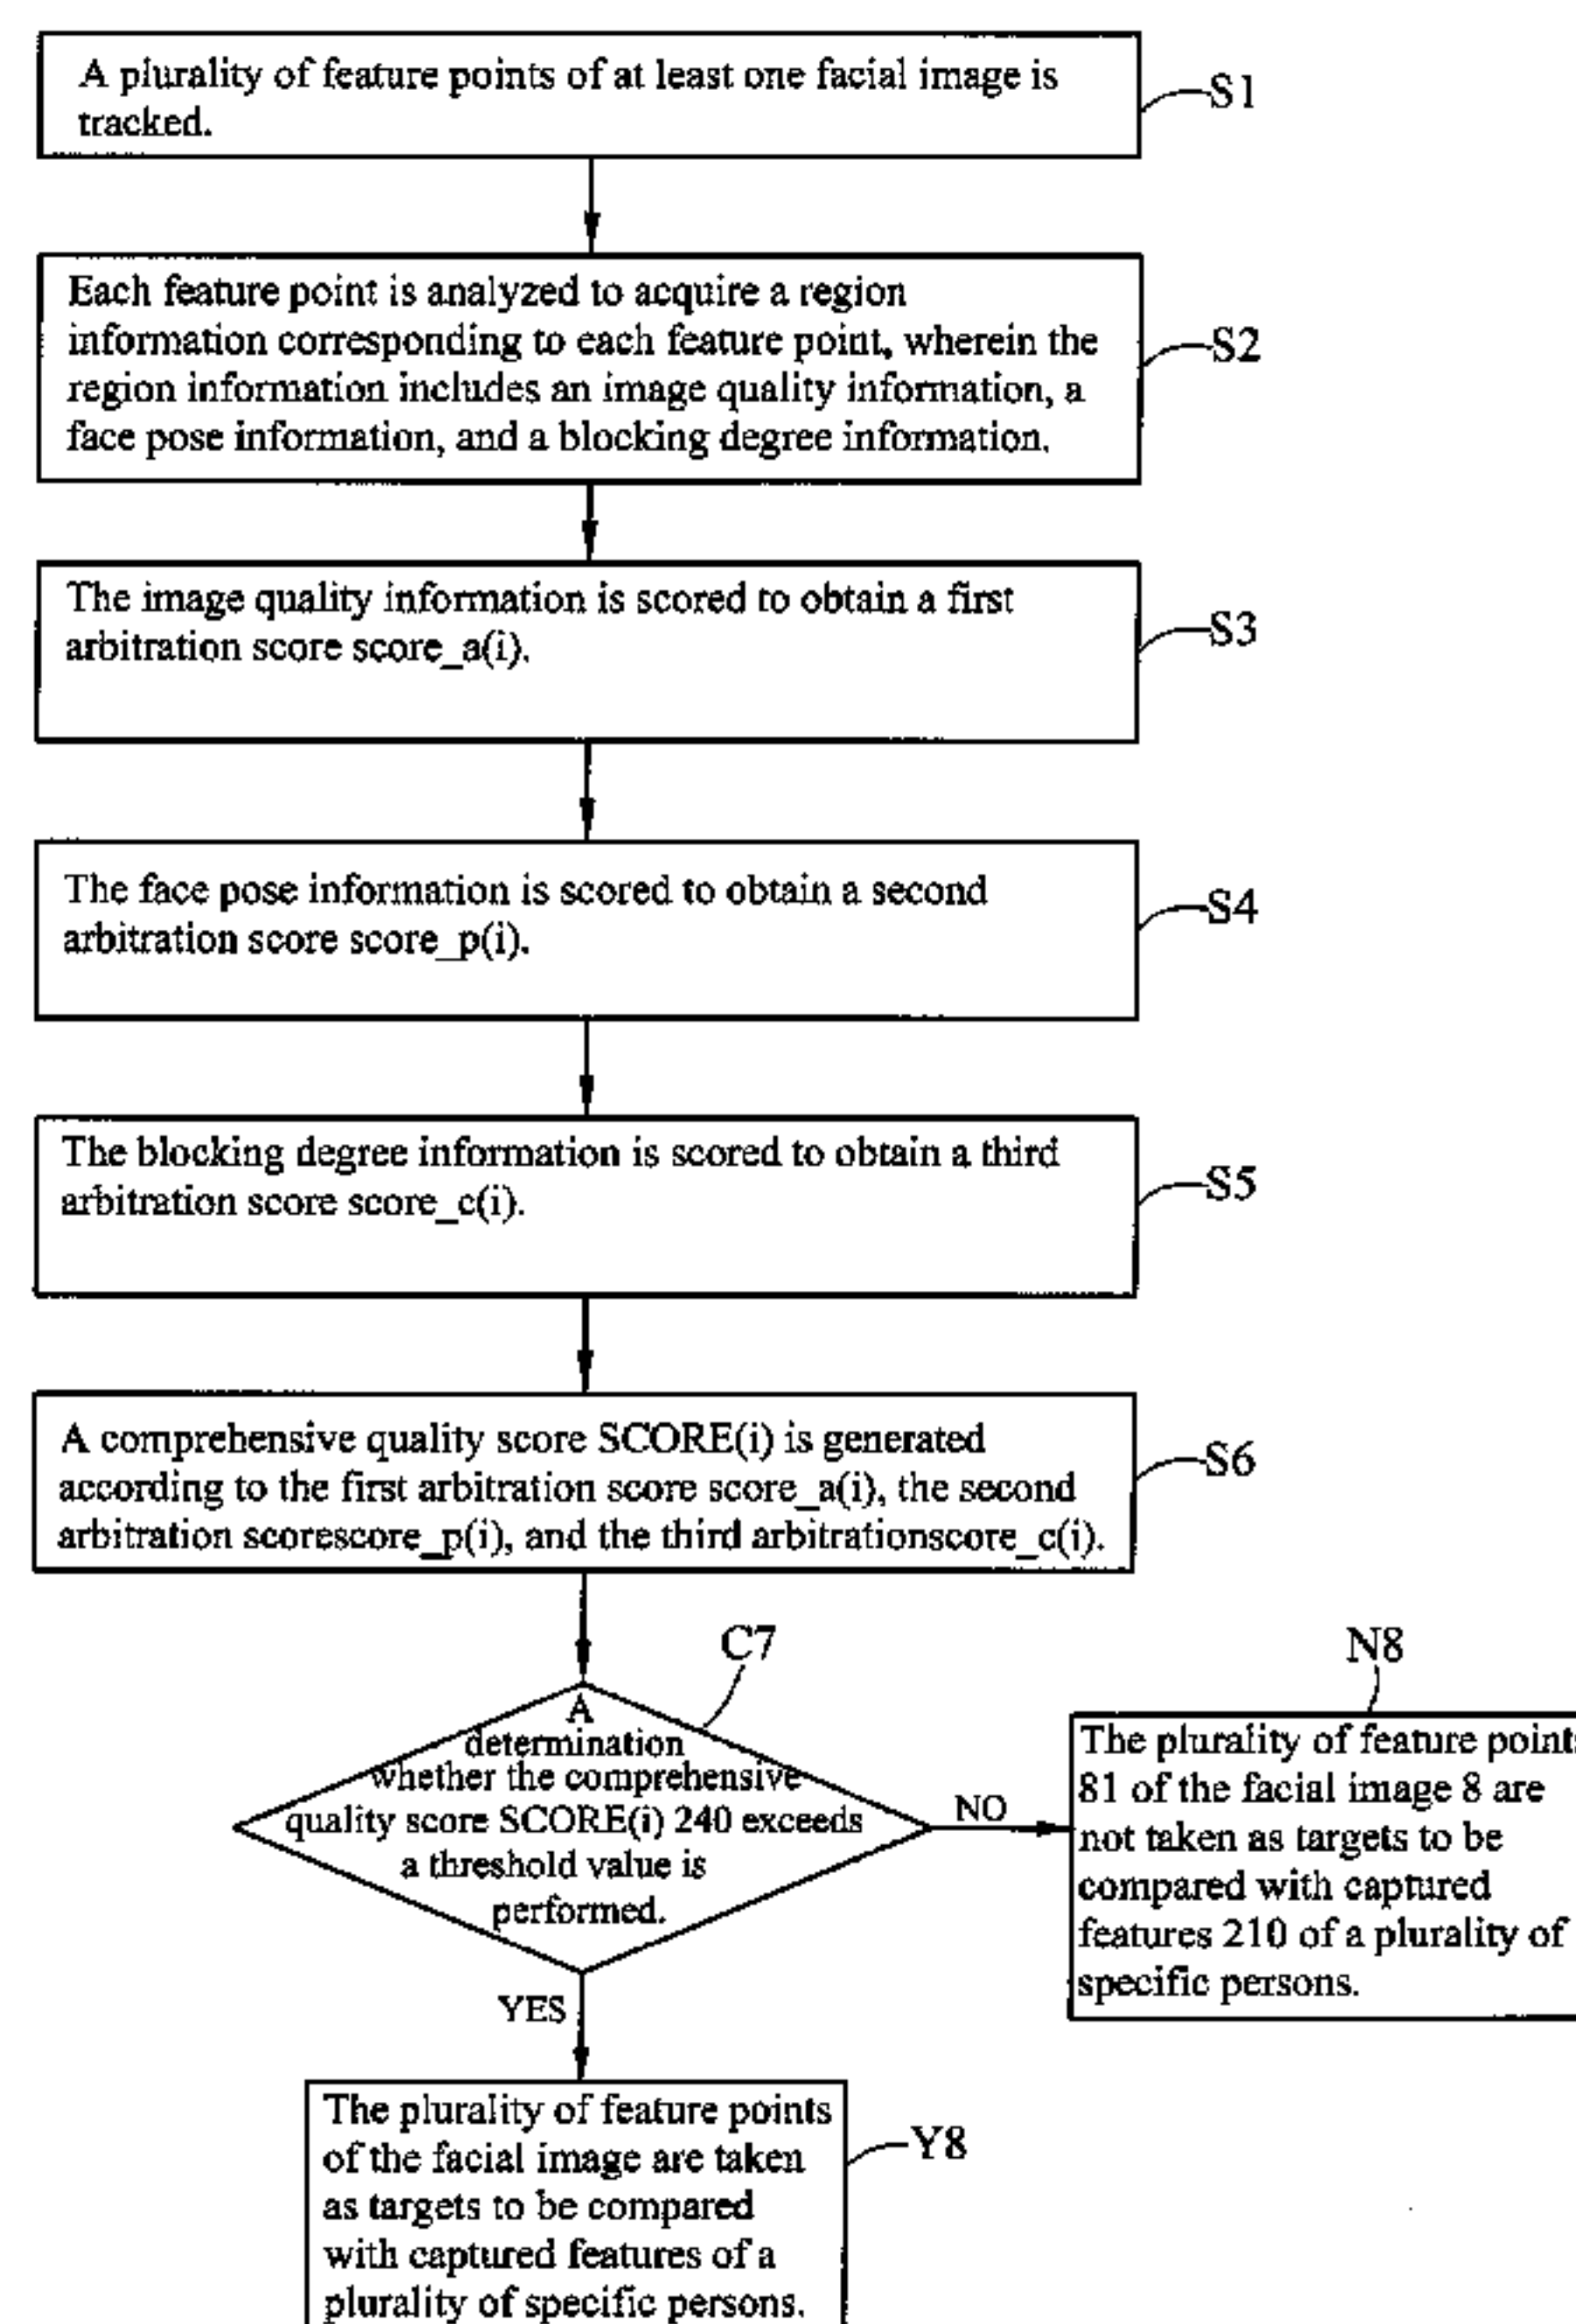 A plurality of feature points of at least one facial image is
tracked.
S1
Each feature point is analyzed to acquire a region
information corresponding to each feature point, wherein the
region information includes an image quality information, a
face pose information, and a blocking degree information.
S2
The image quality information is scored to obtain a first
arbitration score score_a(i).
S3
The face pose information is scored to obtain a second
arbitration score score_p(i).
S4
The blocking degree information is scored to obtain a third
arbitration score score_c(i).
S5
A comprehensive quality score SCORE(i) is generated
according to the first arbitration score score_a(i), the second
arbitration scorescore_p(i), and the third arbitrationscore_c(i).
S6
C7
A
determination
whether the comprehensive
quality score SCORE(i) 240 exceeds
a threshold value is
performed.
NO
N8
The plurality of feature points
81 of the facial image 8 are
not taken as targets to be
compared with captured
features 210 of a plurality of
specific persons.
YES
The plurality of feature points
of the facial image are taken
as targets to be compared
with captured features of a
plurality of specific persons.
Y8